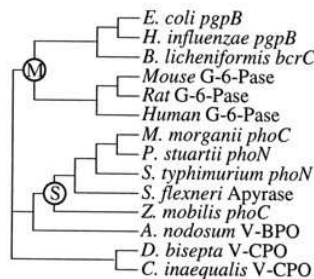 E. coli pgpB
H. influenzae pgpB
B. licheniformis bcrC
M
Mouse G-6-Pase
Rat G-6-Pase
Human G-6-Pase
M. morganii phoC
P. stuartii phoN
S. typhimurium phoN
S. flexneri Apyrase
S
Z. mobilis phoC
A. nodosum V-BPO
D. bisepta V-CPO
C. inaequalis V-CPO